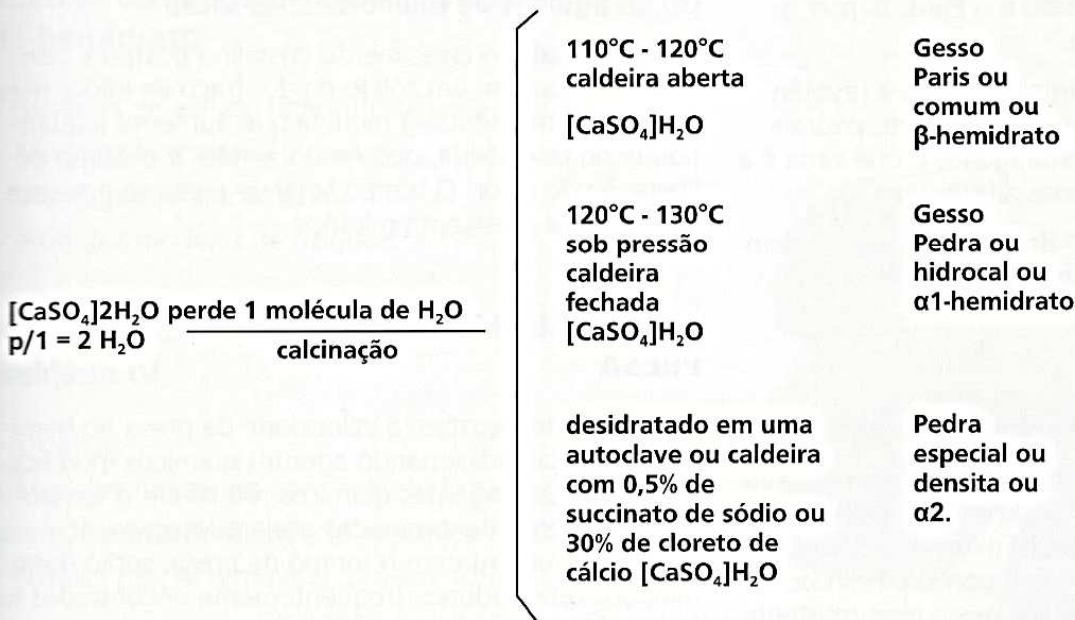 110°C - 120°C
caldeira aberta
[CaSO₄]H₂O
Gesso
Paris ou
comum ou
β-hemidrato
120°C - 130°C
sob pressão
caldeira
fechada
[CaSO₄]H₂O
Gesso
Pedra ou
hidrocal ou
α1-hemidrato
[CaSO₄]2H₂O perde 1 molécula de H₂O
p/1 = 2 H₂O
calcinação
desidratado em uma
autoclave ou caldeira
com 0,5% de
succinato de sódio ou
30% de cloreto de
cálcio [CaSO₄]H₂O
Pedra
especial ou
densita ou
α2.